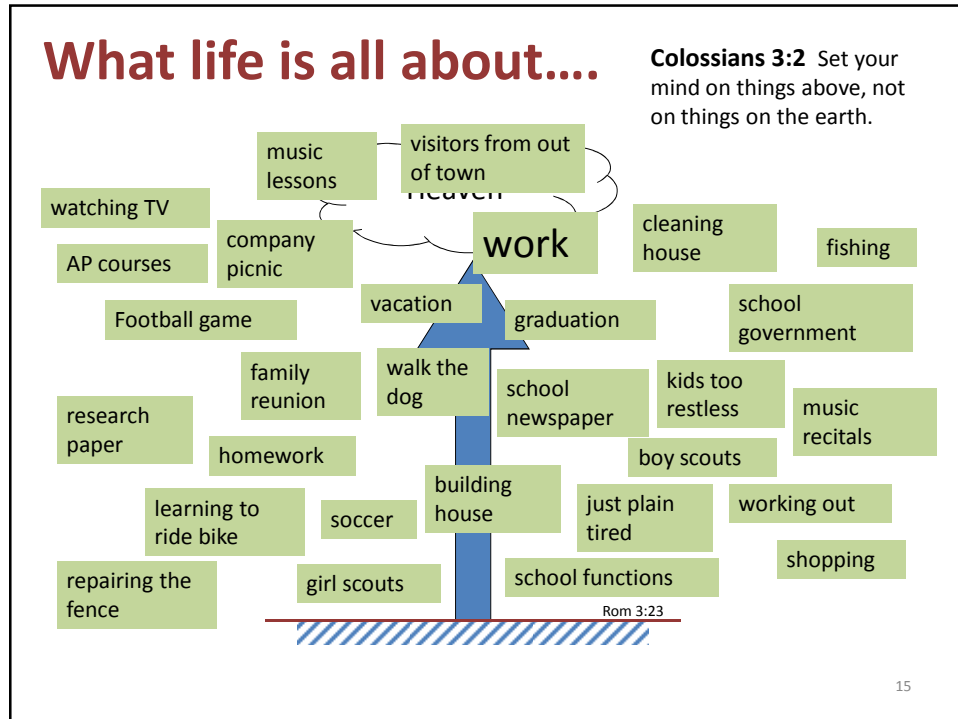 What life is all about....
Colossians 3:2 Set your
mind on things above, not
on things on the earth.
music
lessons
visitors from out
of town
Heaven
watching TV
AP courses
company
picnic
work
cleaning
house
fishing
Football game
vacation
graduation
school
government
family
reunion
walk the
dog
school
newspaper
kids too
restless
music
recitals
research
paper
homework
boy scouts
building
house
learning to
ride bike
soccer
just plain
tired
working out
shopping
repairing the
fence
girl scouts
school functions
Rom 3:23
15